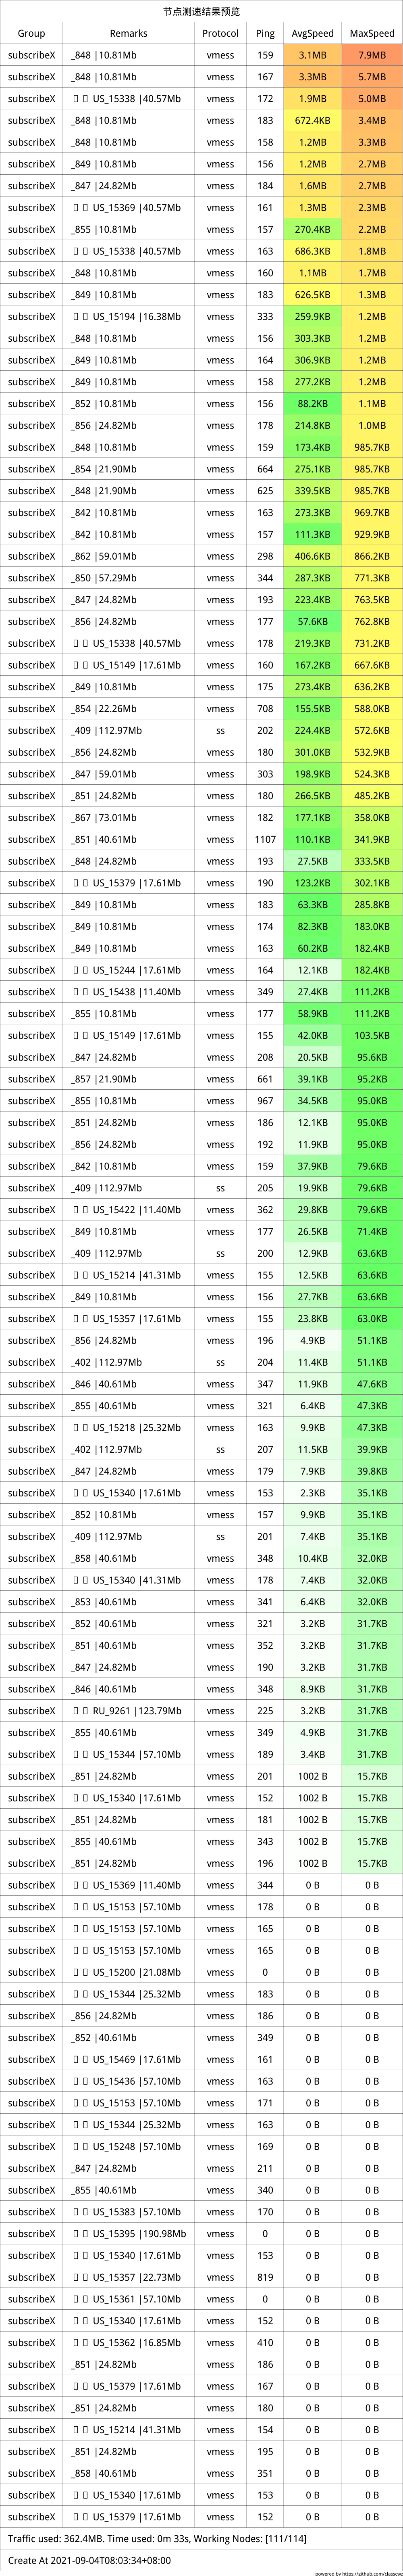 节点测速结果预览
Group Remarks Protocol Ping AvgSpeed MaxSpeed
subscribeX _848 |10.81Mb vmess 159 3.1MB 7.9MB
subscribeX _848 |10.81Mb vmess 167 3.3MB 5.7MB
subscribeX US_15338 |40.57Mb vmess 172 1.9MB 5.0MB
subscribeX _848 |10.81Mb vmess 183 672.4KB 3.4MB
subscribeX _848 |10.81Mb vmess 158 1.2MB 3.3MB
subscribeX _849 |10.81Mb vmess 156 1.2MB 2.7MB
subscribeX _847 |24.82Mb vmess 184 1.6MB 2.7MB
subscribeX US_15369 |40.57Mb vmess 161 1.3MB 2.3MB
subscribeX _855 |10.81Mb vmess 157 270.4KB 2.2MB
subscribeX US_15338 |40.57Mb vmess 163 686.3KB 1.8MB
subscribeX _848 |10.81Mb vmess 160 1.1MB 1.7MB
subscribeX _849 |10.81Mb vmess 183 626.5KB 1.3MB
subscribeX US_15194 |16.38Mb vmess 333 259.9KB 1.2MB
subscribeX _848 |10.81Mb vmess 156 303.3KB 1.2MB
subscribeX _849 |10.81Mb vmess 164 306.9KB 1.2MB
subscribeX _849 |10.81Mb vmess 158 277.2KB 1.2MB
subscribeX _852 |10.81Mb vmess 156 88.2KB 1.1MB
subscribeX _856 |24.82Mb vmess 178 214.8KB 1.0MB
subscribeX _848 |10.81Mb vmess 159 173.4KB 985.7KB
subscribeX _854 |21.90Mb vmess 664 275.1KB 985.7KB
subscribeX _848 |21.90Mb vmess 625 339.5KB 985.7KB
subscribeX _842 |10.81Mb vmess 163 273.3KB 969.7KB
subscribeX _842 |10.81Mb vmess 157 111.3KB 929.9KB
subscribeX _862 |59.01Mb vmess 298 406.6KB 866.2KB
subscribeX _850 |57.29Mb vmess 344 287.3KB 771.3KB
subscribeX _847 |24.82Mb vmess 193 223.4KB 763.5KB
subscribeX _856 |24.82Mb vmess 177 57.6KB 762.8KB
subscribeX US_15338 |40.57Mb vmess 178 219.3KB 731.2KB
subscribeX US_15149 |17.61Mb vmess 160 167.2KB 667.6KB
subscribeX _849 |10.81Mb vmess 175 273.4KB 636.2KB
subscribeX _854 |22.26Mb vmess 708 155.5KB 588.0KB
subscribeX _409 |112.97Mb ss 202 224.4KB 572.6KB
subscribeX _856 |24.82Mb vmess 180 301.0KB 532.9KB
subscribeX _847 |59.01Mb vmess 303 198.9KB 524.3KB
subscribeX _851 |24.82Mb vmess 180 266.5KB 485.2KB
subscribeX _867 |73.01Mb vmess 182 177.1KB 358.0KB
subscribeX _851 |40.61Mb vmess 1107 110.1KB 341.9KB
subscribeX _848 |24.82Mb vmess 193 27.5KB 333.5KB
subscribeX US_15379 |17.61Mb vmess 190 123.2KB 302.1KB
subscribeX _849 |10.81Mb vmess 183 63.3KB 285.8KB
subscribeX _849 |10.81Mb vmess 174 82.3KB 183.0KB
subscribeX _849 |10.81Mb vmess 163 60.2KB 182.4KB
subscribeX US_15244 |17.61Mb vmess 164 12.1KB 182.4KB
subscribeX US_15438 |11.40Mb vmess 349 27.4KB 111.2KB
subscribeX _855 |10.81Mb vmess 177 58.9KB 111.2KB
subscribeX US_15149 |17.61Mb vmess 155 42.0KB 103.5KB
subscribeX _847 |24.82Mb vmess 208 20.5KB 95.6KB
subscribeX _857 |21.90Mb vmess 661 39.1KB 95.2KB
subscribeX _855 |10.81Mb vmess 967 34.5KB 95.0KB
subscribeX _851 |24.82Mb vmess 186 12.1KB 95.0KB
subscribeX _856 |24.82Mb vmess 192 11.9KB 95.0KB
subscribeX _842 |10.81Mb vmess 159 37.9KB 79.6KB
subscribeX _409 |112.97Mb ss 205 19.9KB 79.6KB
subscribeX US_15422 |11.40Mb vmess 362 29.8KB 79.6KB
subscribeX _849 |10.81Mb vmess 177 26.5KB 71.4KB
subscribeX _409 |112.97Mb ss 200 12.9KB 63.6KB
subscribeX US_15214 |41.31Mb vmess 155 12.5KB 63.6KB
subscribeX _849 |10.81Mb vmess 156 27.7KB 63.6KB
subscribeX US_15357 |17.61Mb vmess 155 23.8KB 63.0KB
subscribeX _856 |24.82Mb vmess 196 4.9KB 51.1KB
subscribeX _402 |112.97Mb ss 204 11.4KB 51.1KB
subscribeX _846 |40.61Mb vmess 347 11.9KB 47.6KB
subscribeX _855 |40.61Mb vmess 321 6.4KB 47.3KB
subscribeX US_15218 |25.32Mb vmess 163 9.9KB 47.3KB
subscribeX _402 |112.97Mb ss 207 11.5KB 39.9KB
subscribeX _847 |24.82Mb vmess 179 7.9KB 39.8KB
subscribeX US_15340 |17.61Mb vmess 153 2.3KB 35.1KB
subscribeX _852 |10.81Mb vmess 157 9.9KB 35.1KB
subscribeX _409 |112.97Mb ss 201 7.4KB 35.1KB
subscribeX _858 |40.61Mb vmess 348 10.4KB 32.0KB
subscribeX US_15340 |41.31Mb vmess 178 7.4KB 32.0KB
subscribeX _853 |40.61Mb vmess 341 6.4KB 32.0KB
subscribeX _852 |40.61Mb vmess 321 3.2KB 31.7KB
subscribeX _851 |40.61Mb vmess 352 3.2KB 31.7KB
subscribeX _847 |24.82Mb vmess 190 3.2KB 31.7KB
subscribeX _846 |40.61Mb vmess 348 8.9KB 31.7KB
subscribeX RU_9261 |123.79Mb vmess 225 3.2KB 31.7KB
subscribeX _855 |40.61Mb vmess 349 4.9KB 31.7KB
subscribeX US_15344 |57.10Mb vmess 189 3.4KB 31.7KB
subscribeX _851 |24.82Mb vmess 201 1002 B 15.7KB
subscribeX US_15340 |17.61Mb vmess 152 1002 B 15.7KB
subscribeX _851 |24.82Mb vmess 181 1002 B 15.7KB
subscribeX _855 |40.61Mb vmess 343 1002 B 15.7KB
subscribeX _851 |24.82Mb vmess 196 1002 B 15.7KB
subscribeX US_15369 |11.40Mb vmess 344 0 B 0 B
subscribeX US_15153 |57.10Mb vmess 178 0 B 0 B
subscribeX US_15153 |57.10Mb vmess 165 0 B 0 B
subscribeX US_15153 |57.10Mb vmess 165 0 B 0 B
subscribeX US_15200 |21.08Mb vmess 0 0 B 0 B
subscribeX US_15344 |25.32Mb vmess 183 0 B 0 B
subscribeX _856 |24.82Mb vmess 186 0 B 0 B
subscribeX _852 |40.61Mb vmess 349 0 B 0 B
subscribeX US_15469 |17.61Mb vmess 161 0 B 0 B
subscribeX US_15436 |57.10Mb vmess 163 0 B 0 B
subscribeX US_15153 |57.10Mb vmess 171 0 B 0 B
subscribeX US_15344 |25.32Mb vmess 163 0 B 0 B
subscribeX US_15248 |57.10Mb vmess 169 0 B 0 B
subscribeX _847 |24.82Mb vmess 211 0 B 0 B
subscribeX _855 |40.61Mb vmess 340 0 B 0 B
subscribeX US_15383 |57.10Mb vmess 170 0 B 0 B
subscribeX US_15395 |190.98Mb vmess 0 0 B 0 B
subscribeX US_15340 |17.61Mb vmess 153 0 B 0 B
subscribeX US_15357 |22.73Mb vmess 819 0 B 0 B
subscribeX US_15361 |57.10Mb vmess 0 0 B 0 B
subscribeX US_15340 |17.61Mb vmess 152 0 B 0 B
subscribeX US_15362 |16.85Mb vmess 410 0 B 0 B
subscribeX _851 |24.82Mb vmess 186 0 B 0 B
subscribeX US_15379 |17.61Mb vmess 167 0 B 0 B
subscribeX _851 |24.82Mb vmess 180 0 B 0 B
subscribeX US_15214 |41.31Mb vmess 154 0 B 0 B
subscribeX _851 |24.82Mb vmess 195 0 B 0 B
subscribeX _858 |40.61Mb vmess 351 0 B 0 B
subscribeX US_15340 |17.61Mb vmess 153 0 B 0 B
subscribeX US_15379 |17.61Mb vmess 152 0 B 0 B
Traffic used: 362.4MB. Time used: 0m 33s, Working Nodes: [111/114]
Create At 2021-09-04T08:03:34+08:00
powered by https://github.com/classow